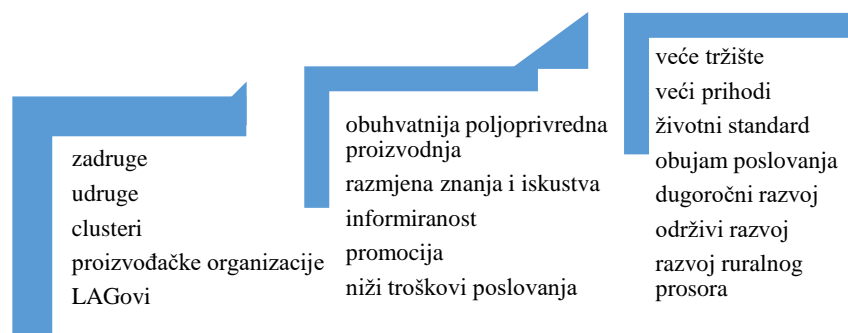 zadruge
udruge
clusteri
proizvođačke organizacije
LAGovi
obuhvatnija poljoprivredna
proizvodnja
razmjena znanja i iskustva
informiranost
promocija
niži troškovi poslovanja
veće tržište
veći prihodi
životni standard
obujam poslovanja
dugoročni razvoj
održivi razvoj
razvoj ruralnog
prosora